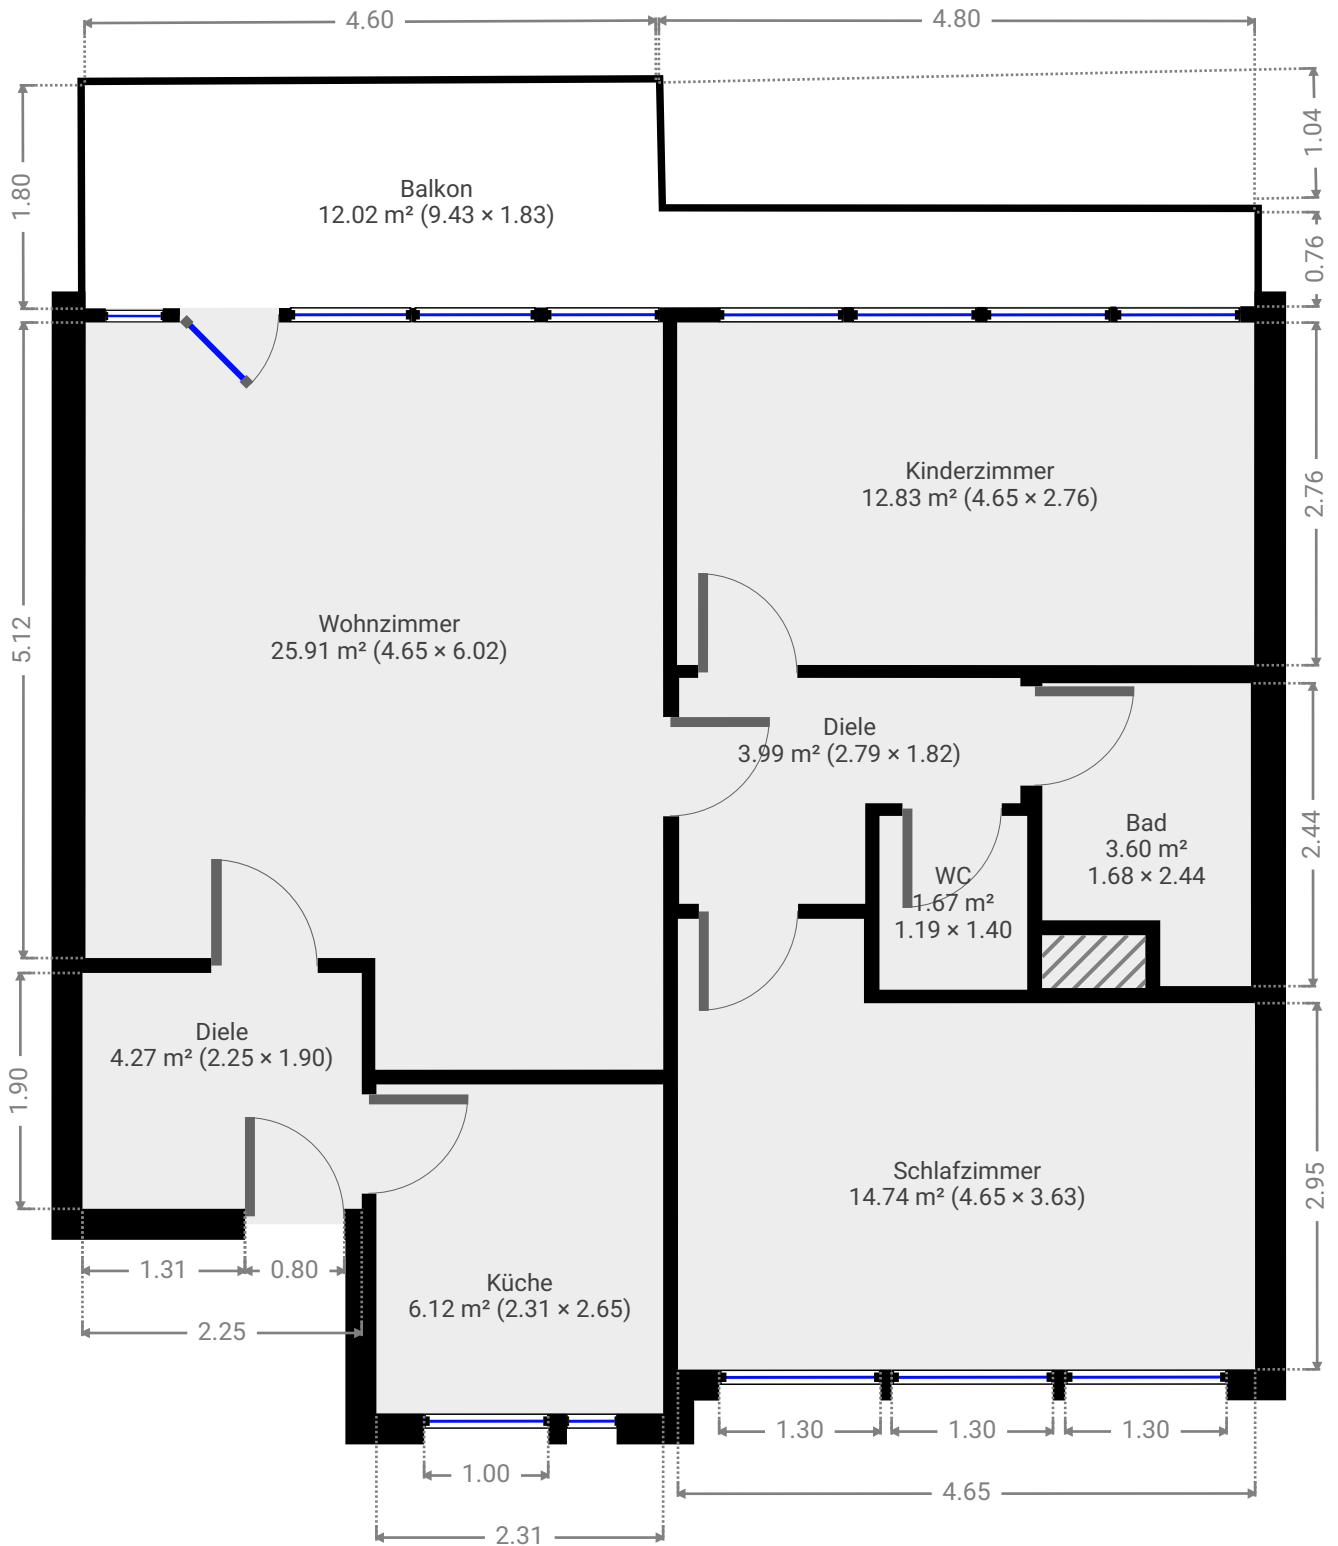 4.60
4.80
1.80
1.04
0.76
Balkon
12.02 m² (9.43 × 1.83)
Kinderzimmer
12.83 m² (4.65 × 2.76)
2.76
5.12
Wohnzimmer
25.91 m² (4.65 × 6.02)
Diele
3.99 m² (2.79 × 1.82)
Bad
3.60 m²
1.68 × 2.44
2.44
WC
1.67 m²
1.19 × 1.40
Diele
4.27 m² (2.25 × 1.90)
1.90
Schlafzimmer
14.74 m² (4.65 × 3.63)
2.95
1.31
0.80
2.25
Küche
6.12 m² (2.31 × 2.65)
1.30
1.30
1.30
1.00
4.65
2.31